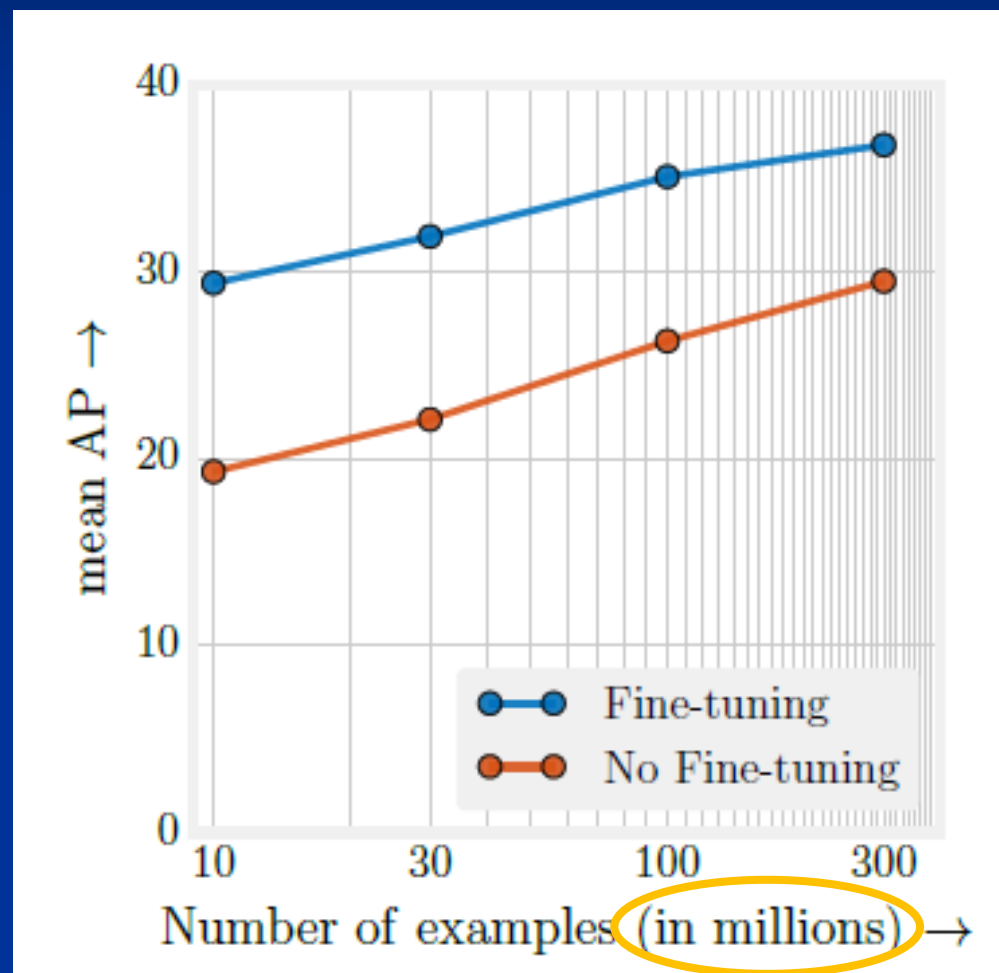 40
30
20
10
0
mean AP →
Fine-tuning
No Fine-tuning
10 30 100 300
Number of examples (in millions) →